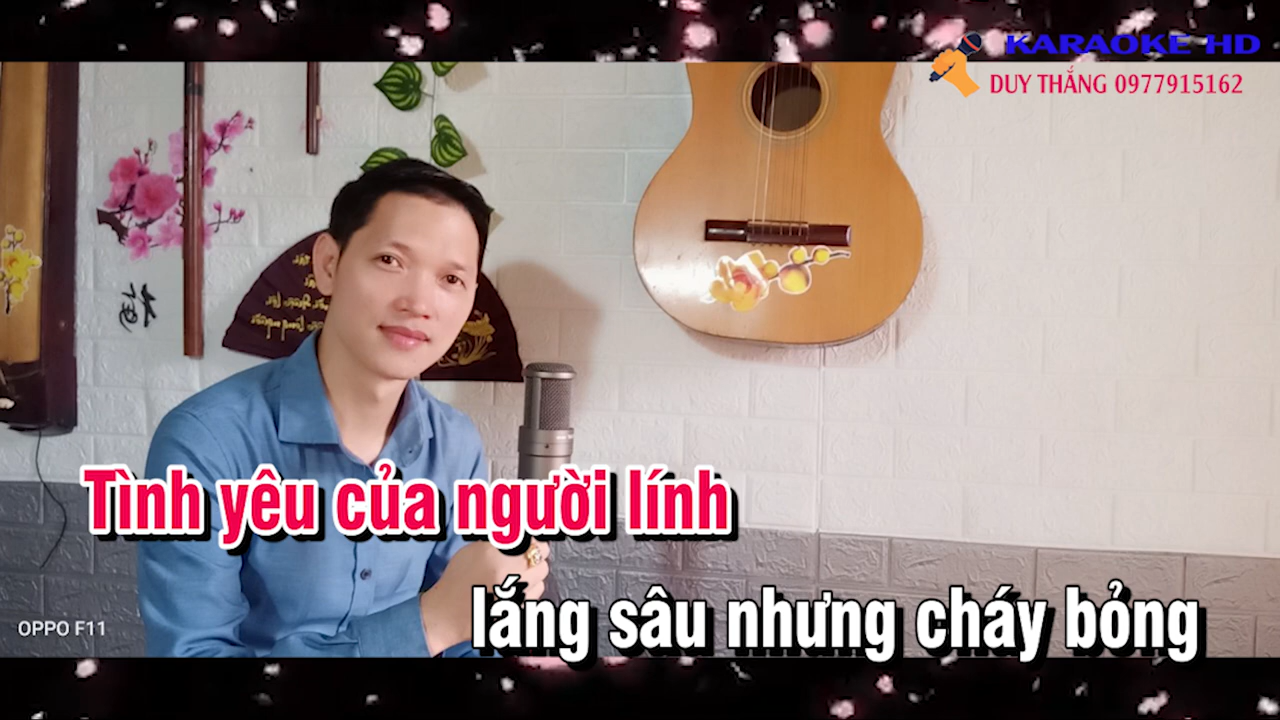 KARAOKE HD
DUY THẮNG 0977915162
Tình yêu của người lính
lắng sâu nhưng cháy bỏng
OPPO F11